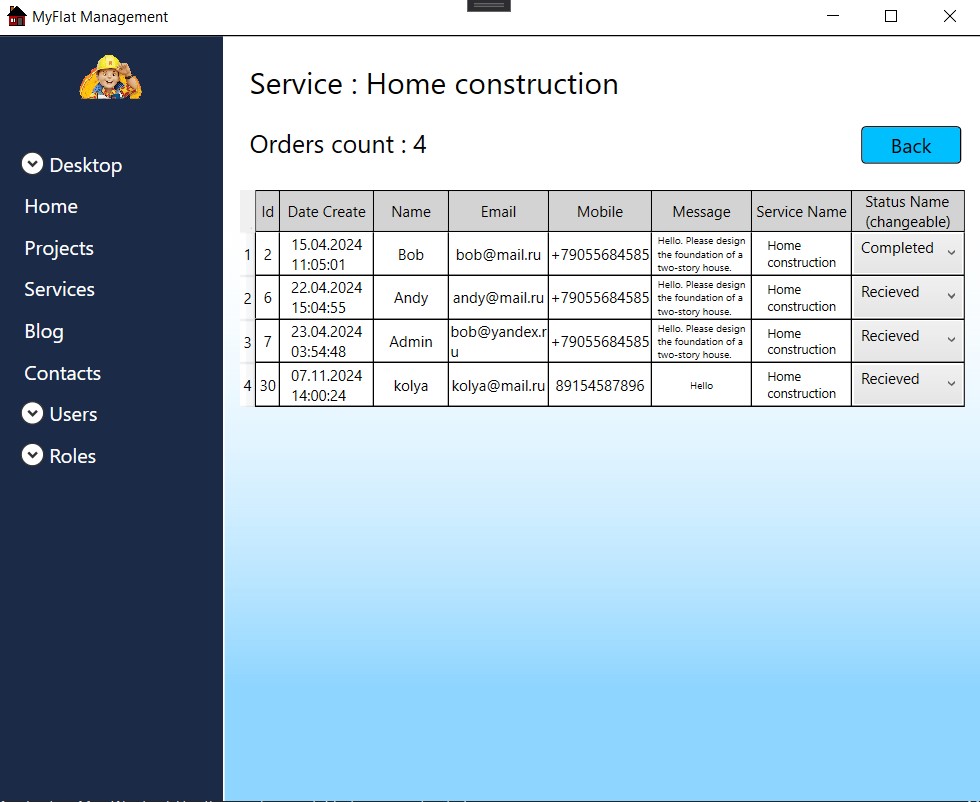 MyFlat Management
Desktop
Home
Projects
Services
Blog
Contacts
Users
Roles
Service : Home construction
Orders count : 4
Back
Id Date Create Name Email Mobile Message Service Name Status Name (changeable)
1 2 15.04.2024 11:05:01 Bob bob@mail.ru +79055684585 Hello. Please design the foundation of a two-story house. Home construction Completed
2 6 22.04.2024 15:04:55 Andy andy@mail.ru +79055684585 Hello. Please design the foundation of a two-story house. Home construction Recieved
3 7 23.04.2024 03:54:48 Admin bob@yandex.ru +79055684585 Hello. Please design the foundation of a two-story house. Home construction Recieved
4 30 07.11.2024 14:00:24 kolya kolya@mail.ru 89154587896 Hello Home construction Recieved